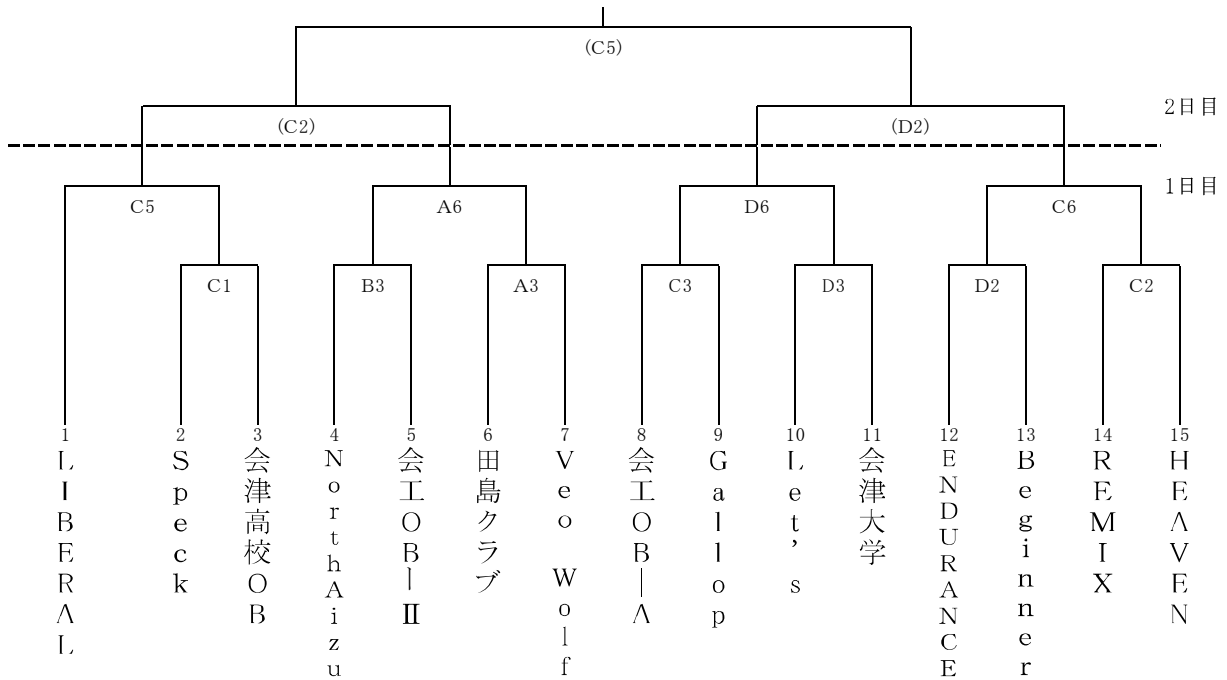 (C5)
2日目
(C2)
(D2)
1日目
C5
A6
D6
C6
C1
B3
A3
C3
D3
D2
C2
1
2
3
4
5
6
7
8
9
10
11
12
13
14
15
LIBERAL
Speck
会津高校OB
NorthAizu
会工OB－Ⅱ
田島クラブ
Veo Wolf
会工OB―A
Gallop
Let’s
会津大学
ENDURANCE
Beginner
REMIX
HEAVEN